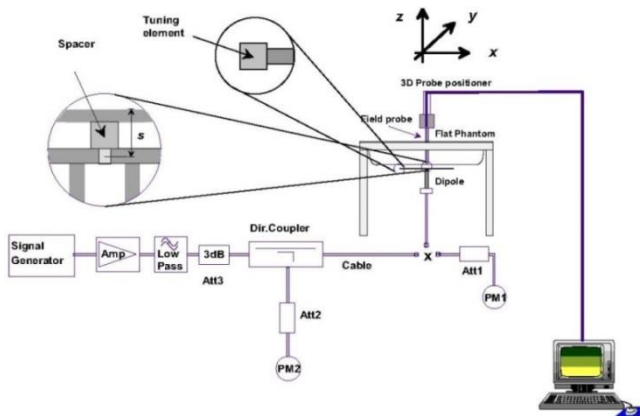 Tuning
element
Spacer
s
z
y
x
3D Probe positioner
Field probe
Flat Phantom
Dipole
Signal
Generator
Amp
Low
Pass
3dB
Att3
Dir.Coupler
Cable
x
Att1
PM1
Att2
PM2